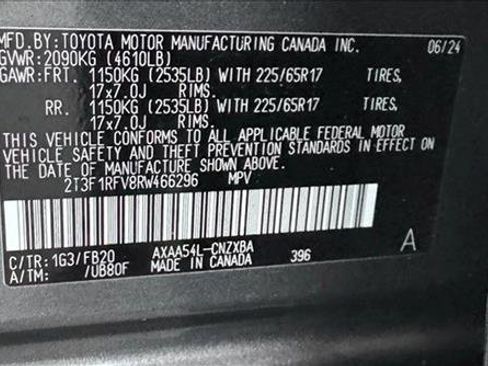 MFD.BY: TOYOTA MOTOR MANUFACTURING CANADA INC. 06/24
GVWR: 2090KG (4610LB)
GAWR: FRT. 1150KG (2535LB) WITH 225/65R17 TIRES,
17x7.0J RIMS.
RR. 1150KG (2535LB) WITH 225/65R17 TIRES,
17x7.0J RIMS.
THIS VEHICLE CONFORMS TO ALL APPLICABLE FEDERAL MOTOR
VEHICLE SAFETY AND THEFT PREVENTION STANDARDS IN EFFECT ON
THE DATE OF MANUFACTURE SHOWN ABOVE.
2T3F1RFV8RW466296 MPV
C/TR: 1G3/FB20 AXAA54L-CNZXBA 396 A
A/TM: /UB80F MADE IN CANADA